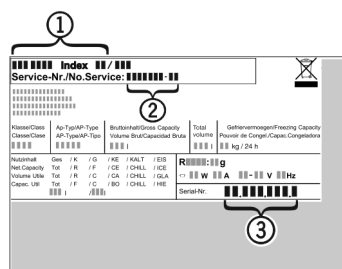 1
Index /
Service-Nr./No.Service: -
2
Klasse/Class Ap-Typ/AP-Type Bruttoinhalt/Gross Capacity Total Gefriervermoegen/Freezing Capacity
Classe/Clase AP-Type/AP-Tipo Volume Brut/Capacidad Bruta volume Pouvoir de Congel./Capac.Congeladora
l l kg / 24 h
Nutzinhalt Ges / K / G / KE / KALT / EIS
Net.Capacity Tot / R / F / CE / CHILL / ICE
Volume Utile Tot / R / C / CA / CHILL / GLA
Capac. Util Tot / F / C / BO / CHILL / HIE
l / l
R : g
W A - V Hz
Serial-Nr. . . .
3